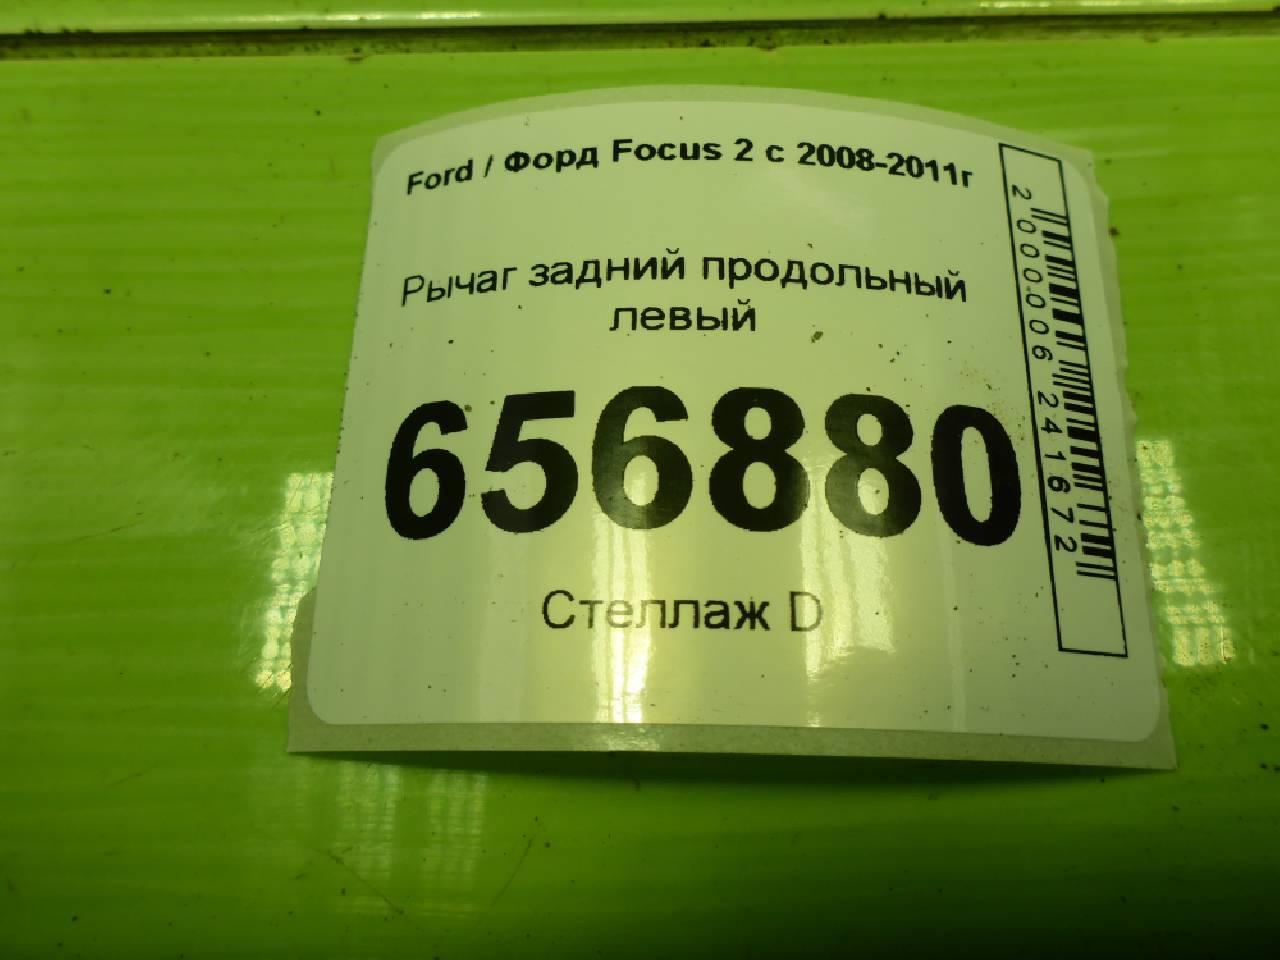 Ford / Форд Focus 2 с 2008-2011г
Рычаг задний продольный
левый
656880
Стеллаж D
2000006241672